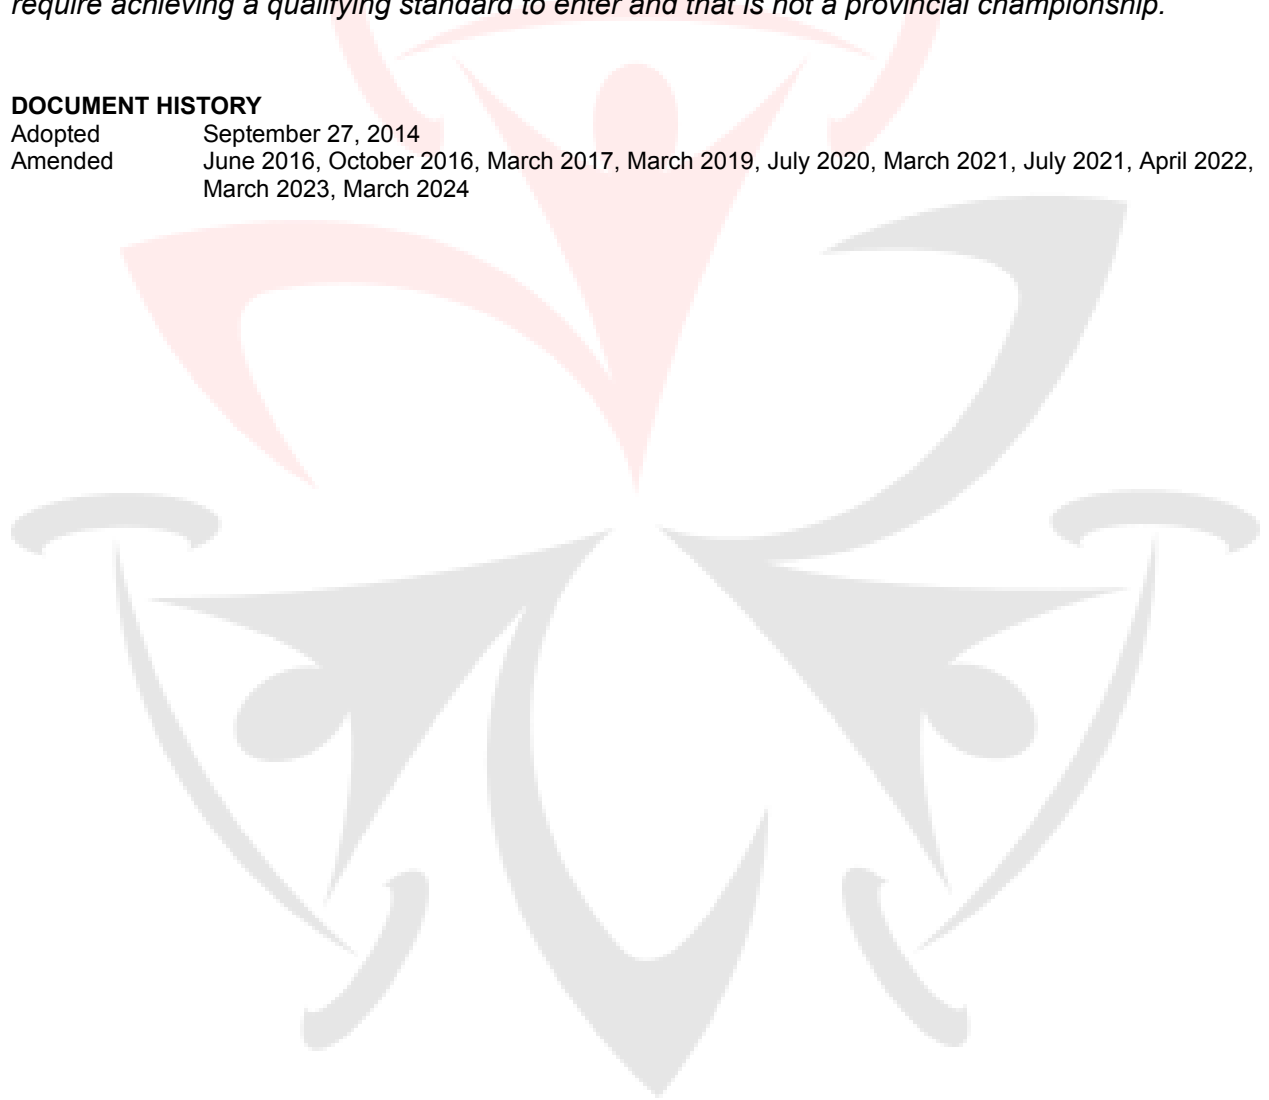 require achieving a qualifying standard to enter and that is not a provincial championship.
DOCUMENT HISTORY
Adopted September 27, 2014
Amended June 2016, October 2016, March 2017, March 2019, July 2020, March 2021, July 2021, April 2022,
March 2023, March 2024